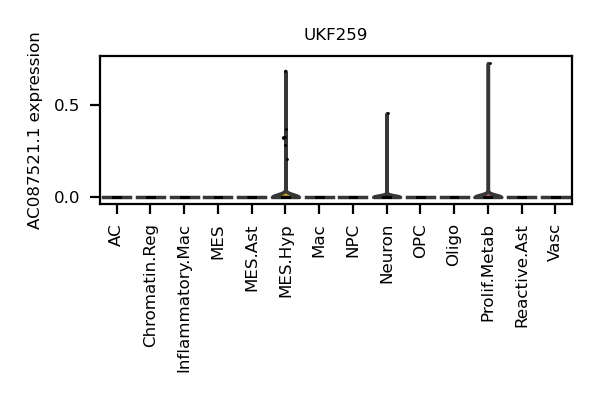 UKF259
AC087521.1 expression
0.5
0.0
AC
Chromatin.Reg
Inflammatory.Mac
MES
MES.Ast
MES.Hyp
Mac
NPC
Neuron
OPC
Oligo
Prolif.Metab
Reactive.Ast
Vasc